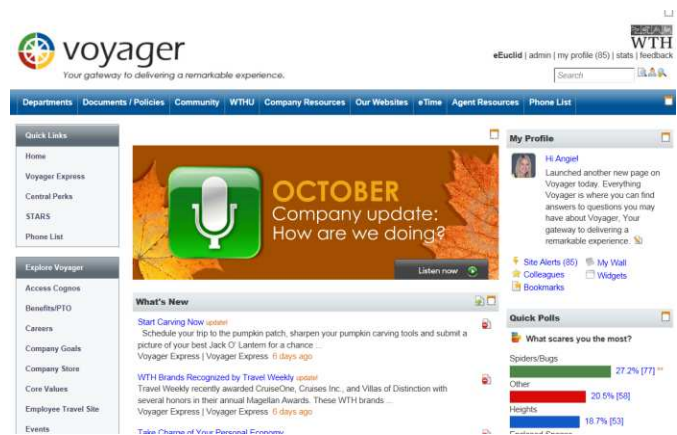 voyager
Your gateway to delivering a remarkable experience.
WTH
eEuclid | admin | my profile (85) | stats | feedback
Search
Departments Documents / Policies Community WTHU Company Resources Our Websites eTime Agent Resources Phone List
Quick Links
Home
Voyager Express
Central Perks
STARS
Phone List
Explore Voyager
Access Cognos
Benefits/PTO
Careers
Company Goals
Company Store
Core Values
Employee Travel Site
Events
OCTOBER
Company update:
How are we doing?
Listen now
What's New
Start Carving Now update!
Schedule your trip to the pumpkin patch, sharpen your pumpkin carving tools and submit a
picture of your best Jack O' Lantern for a chance ...
Voyager Express | Voyager Express 6 days ago
WTH Brands Recognized by Travel Weekly update!
Travel Weekly recently awarded CruiseOne, Cruises Inc., and Villas of Distinction with
several honors in their annual Magellan Awards. These WTH brands ...
Voyager Express | Voyager Express 6 days ago
Take Charge of Your Personal Economy
My Profile
Hi Angie!
Launched another new page on
Voyager today. Everything
Voyager is where you can find
answers to questions you may
have about Voyager, Your
gateway to delivering a
remarkable experience.
Site Alerts (85) My Wall
Colleagues Widgets
Bookmarks
Quick Polls
What scares you the most?
Spiders/Bugs
27.2% [77]
Other
20.5% [58]
Heights
18.7% [53]
Enclosed Spaces